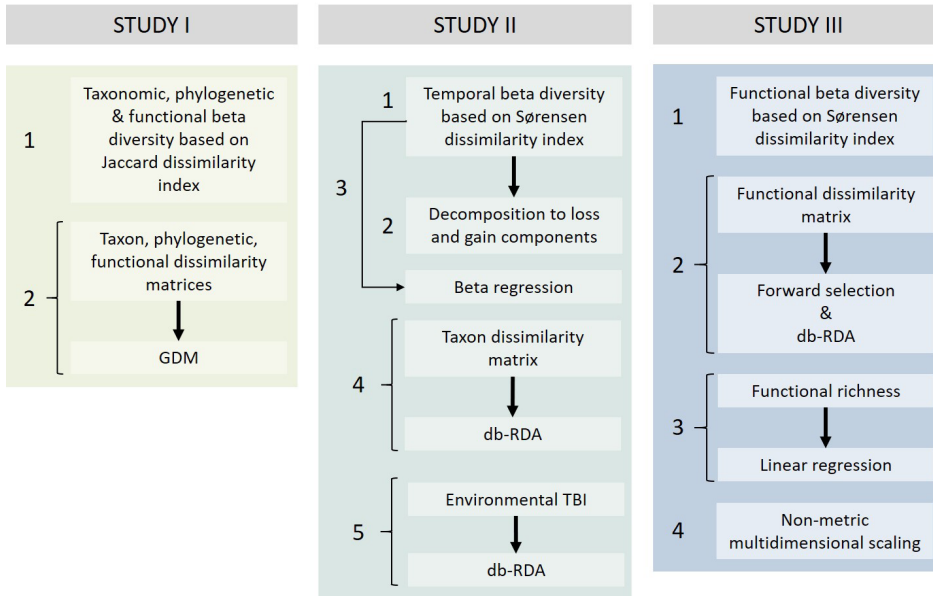 STUDY I
1
Taxonomic, phylogenetic
& functional beta
diversity based on
Jaccard dissimilarity
index
2
Taxon, phylogenetic,
functional dissimilarity
matrices
GDM
STUDY II
1
Temporal beta diversity
based on Sørensen
dissimilarity index
3
2
Decomposition to loss
and gain components
Beta regression
4
Taxon dissimilarity
matrix
db-RDA
5
Environmental TBI
db-RDA
STUDY III
1
Functional beta diversity
based on Sørensen
dissimilarity index
2
Functional dissimilarity
matrix
Forward selection
&
db-RDA
3
Functional richness
Linear regression
4
Non-metric
multidimensional scaling